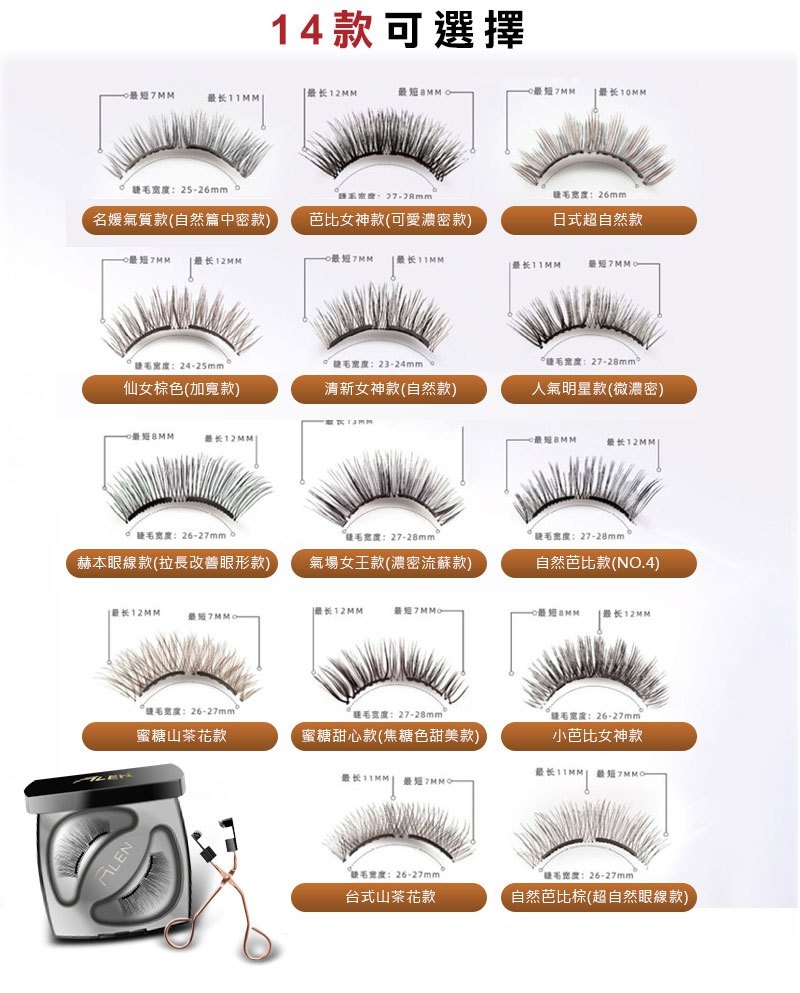 14款可選擇
最短7MM
最长11MM
睫毛宽度：25-26mm
名媛氣質款(自然篇中密款)
最长12MM
最短8MM
睫毛宽度：27-28mm
芭比女神款(可愛濃密款)
最短7MM
最长10MM
睫毛宽度：26mm
日式超自然款
最短7MM
最长12MM
睫毛宽度：24-25mm
仙女棕色(加寬款)
最短7MM
最长11MM
睫毛宽度：23-24mm
清新女神款(自然款)
最长11MM
最短7MM
睫毛宽度：27-28mm
人氣明星款(微濃密)
最短8MM
最长12MM
睫毛宽度：26-27mm
赫本眼線款(拉長改善眼形款)
最长13MM
睫毛宽度：27-28mm
氣場女王款(濃密流蘇款)
最短8MM
最长12MM
睫毛宽度：27-28mm
自然芭比款(NO.4)
最长12MM
最短7MM
睫毛宽度：26-27mm
蜜糖山茶花款
最长12MM
最短7MM
睫毛宽度：27-28mm
蜜糖甜心款(焦糖色甜美款)
最短8MM
最长12MM
睫毛宽度：26-27mm
小芭比女神款
最长11MM
最短7MM
睫毛宽度：26-27mm
台式山茶花款
最长11MM
最短7MM
睫毛宽度：26-27mm
自然芭比棕(超自然眼線款)
ALEN
ALEN